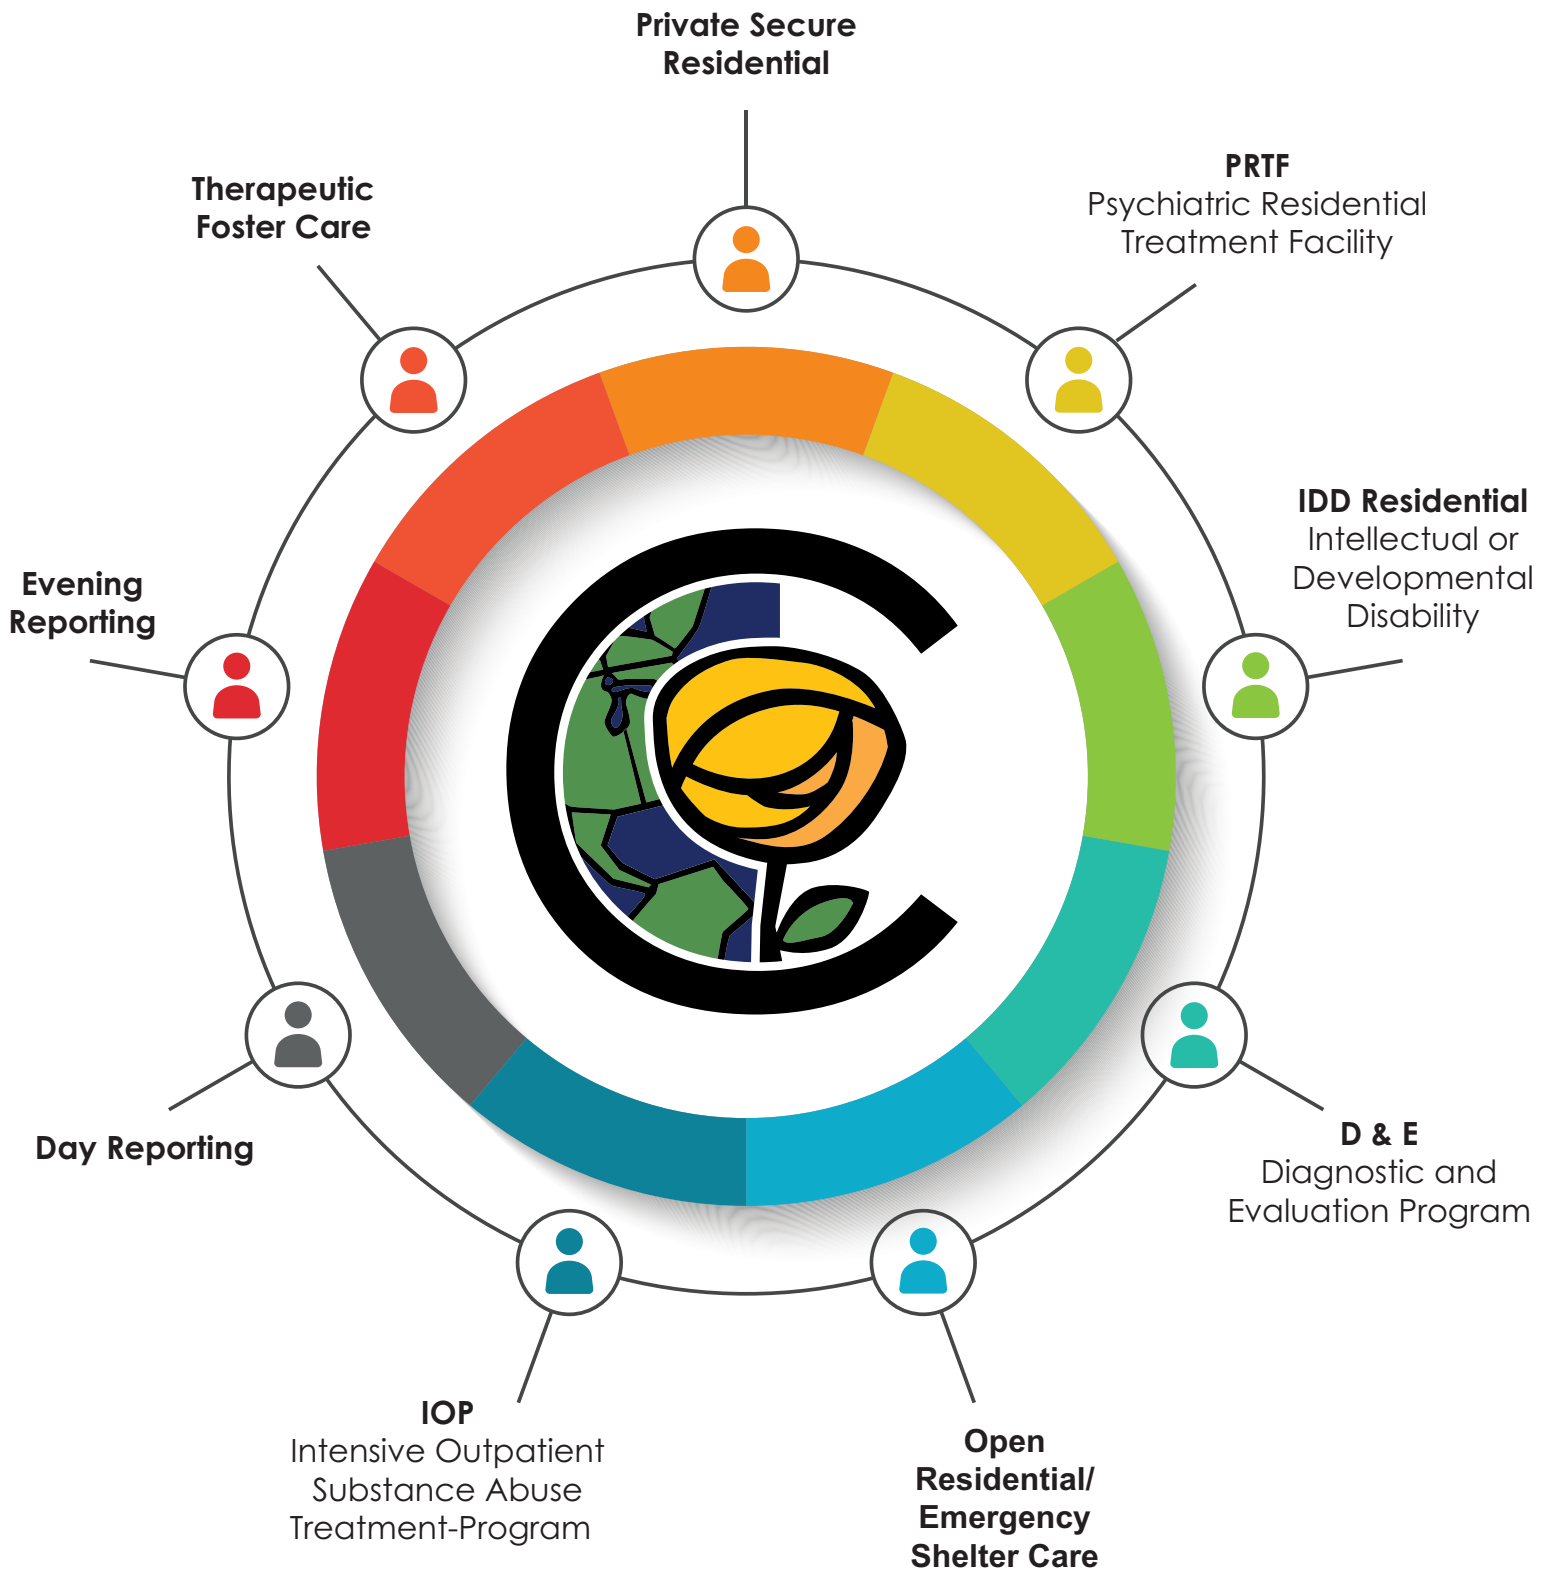 Private Secure
Residential
PRTF
Psychiatric Residential
Treatment Facility
IDD Residential
Intellectual or
Developmental
Disability
D & E
Diagnostic and
Evaluation Program
Open
Residential/
Emergency
Shelter Care
IOP
Intensive Outpatient
Substance Abuse
Treatment-Program
Day Reporting
Evening
Reporting
Therapeutic
Foster Care